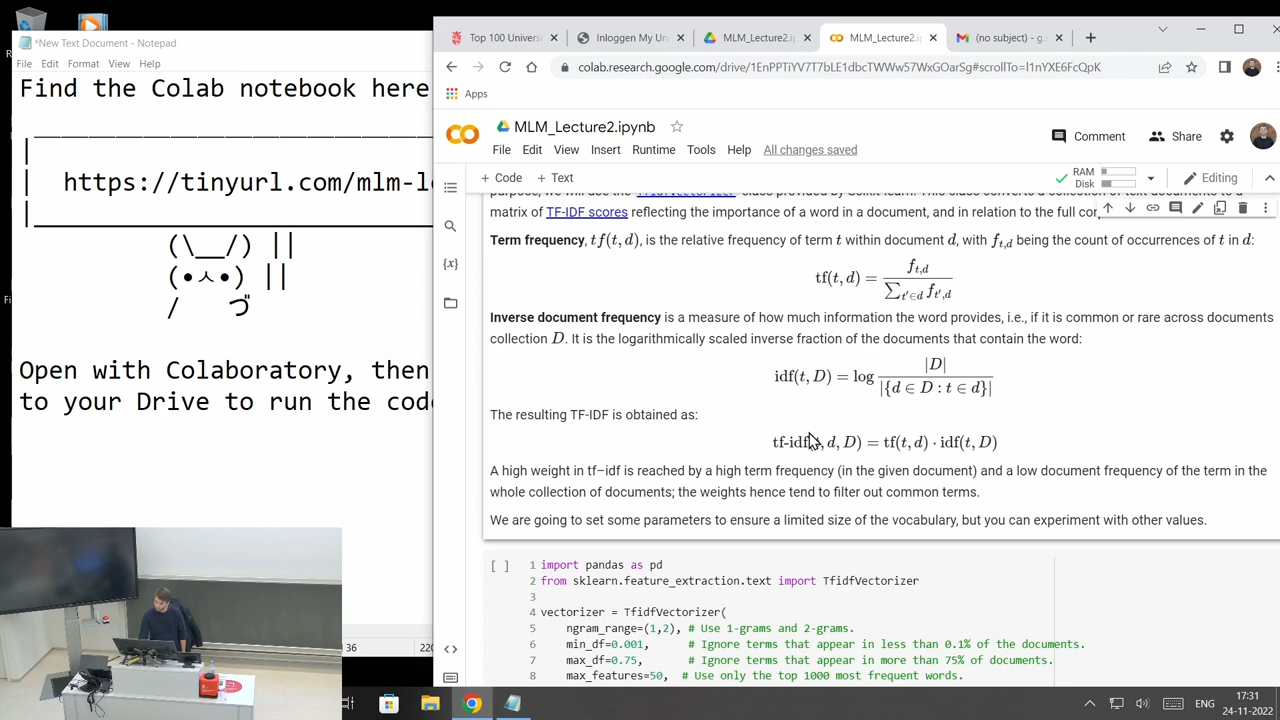 *New Text Document - Notepad
File Edit Format View Help
Find the Colab notebook here
https://tinyurl.com/mlm-l
(\__/) ||
(•ㅅ•) ||
/ づ
Open with Colaboratory, then
to your Drive to run the cod
36
220
Top 100 Univers
Inloggen My Un
MLM_Lecture2.i
MLM_Lecture2.i
(no subject) - g.
colab.research.google.com/drive/1EnPPTiYV7T7bLE1dbcTWWw57WxGOarSg#scrollTo=I1nYXE6FcQpK
Apps
MLM_Lecture2.ipynb
Comment
Share
File Edit View Insert Runtime Tools Help All changes saved
+ Code + Text
RAM
Disk
Editing
purpose, we will use the TfidfVectorizer class provided by
matrix of TF-IDF scores reflecting the importance of a word in a document, and in relation to the full
Term frequency, tf(t, d), is the relative frequency of term t within document d, with f_{t,d} being the count of occurrences of t in d:
tf(t, d) = f_{t,d} / ∑_{t'∈d} f_{t',d}
Inverse document frequency is a measure of how much information the word provides, i.e., if it is common or rare across documents
collection D. It is the logarithmically scaled inverse fraction of the documents that contain the word:
idf(t, D) = log |D| / |{d ∈ D : t ∈ d}|
The resulting TF-IDF is obtained as:
tf-idf(t, d, D) = tf(t, d) · idf(t, D)
A high weight in tf–idf is reached by a high term frequency (in the given document) and a low document frequency of the term in the
whole collection of documents; the weights hence tend to filter out common terms.
We are going to set some parameters to ensure a limited size of the vocabulary, but you can experiment with other values.
[ ] 1 import pandas as pd
2 from sklearn.feature_extraction.text import TfidfVectorizer
3
4 vectorizer = TfidfVectorizer(
5 ngram_range=(1,2), # Use 1-grams and 2-grams.
6 min_df=0.001, # Ignore terms that appear in less than 0.1% of the documents.
7 max_df=0.75, # Ignore terms that appear in more than 75% of documents.
8 max_features=50, # Use only the top 1000 most frequent words.
ENG
17:31
24-11-2022